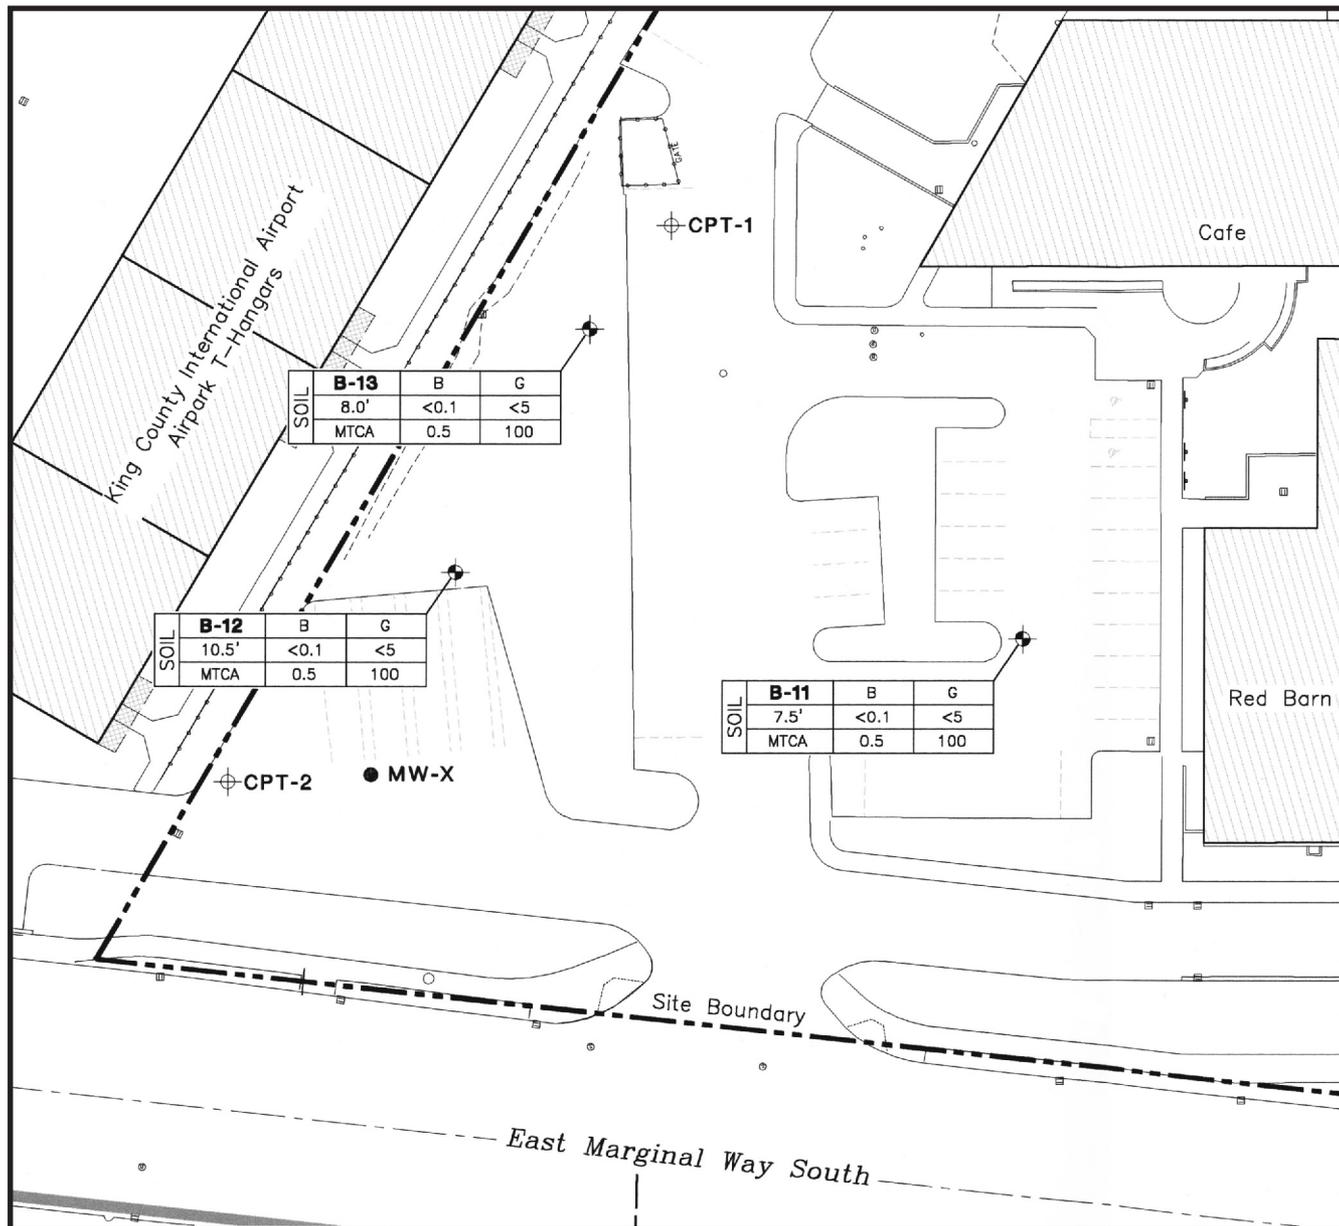 GATE
CPT-1
Cafe
King County International Airport
Airpark T-Hangars
SOIL
B-13 B G
8.0' <0.1 <5
MTCA 0.5 100
SOIL
B-12 B G
10.5' <0.1 <5
MTCA 0.5 100
SOIL
B-11 B G
7.5' <0.1 <5
MTCA 0.5 100
Red Barn
CPT-2
MW-X
Site Boundary
East Marginal Way South